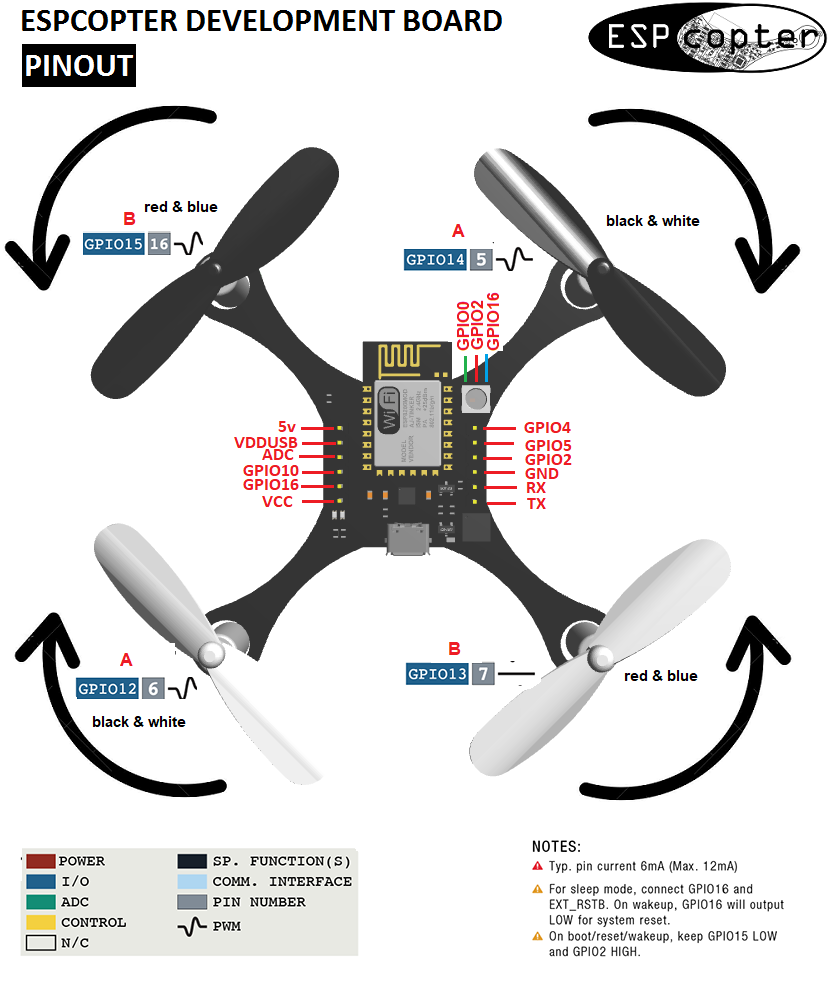 ESPCOPTER DEVELOPMENT BOARD
PINOUT
ESPcopter
red & blue
B
GPIO15 16
black & white
A
GPIO14 5
GPIO0
GPIO2
GPIO16
WiFi
MODEL
VENDOR
5v
VDDUSB
ADC
GPIO10
GPIO16
VCC
GPIO4
GPIO5
GPIO2
GND
RX
TX
A
GPIO12 6
black & white
B
GPIO13 7
red & blue
POWER
I/O
ADC
CONTROL
N/C
SP. FUNCTION(S)
COMM. INTERFACE
PIN NUMBER
PWM
NOTES:
Typ. pin current 6mA (Max. 12mA)
For sleep mode, connect GPIO16 and
EXT_RSTB. On wakeup, GPIO16 will output
LOW for system reset.
On boot/reset/wakeup, keep GPIO15 LOW
and GPIO2 HIGH.